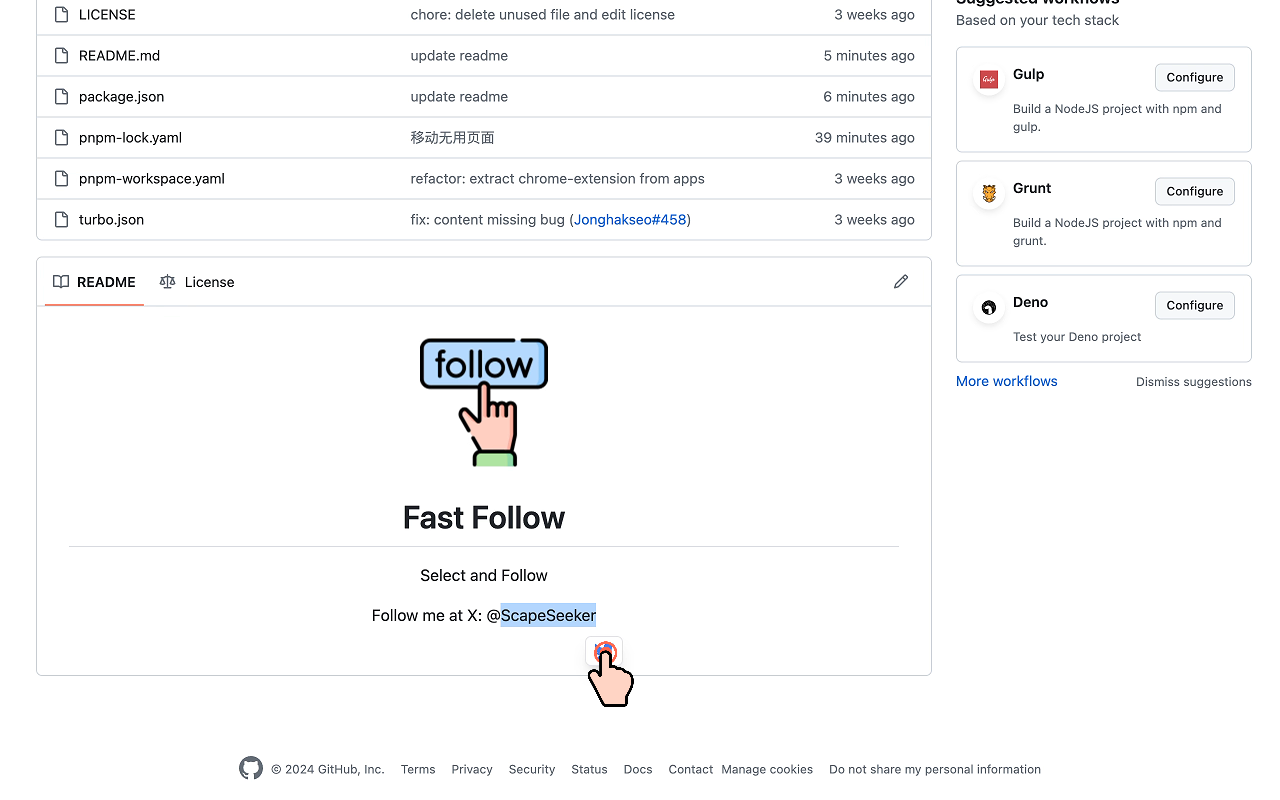 LICENSE chore: delete unused file and edit license 3 weeks ago
README.md update readme 5 minutes ago
package.json update readme 6 minutes ago
pnpm-lock.yaml 移动无用页面 39 minutes ago
pnpm-workspace.yaml refactor: extract chrome-extension from apps 3 weeks ago
turbo.json fix: content missing bug (Jonghakseo#458) 3 weeks ago
README License
follow
Fast Follow
Select and Follow
Follow me at X: @ScapeSeeker
Suggested workflows
Based on your tech stack
Gulp
Gulp Configure
Build a NodeJS project with npm and
gulp.
Grunt Configure
Build a NodeJS project with npm and
grunt.
Deno Configure
Test your Deno project
More workflows Dismiss suggestions
© 2024 GitHub, Inc. Terms Privacy Security Status Docs Contact Manage cookies Do not share my personal information